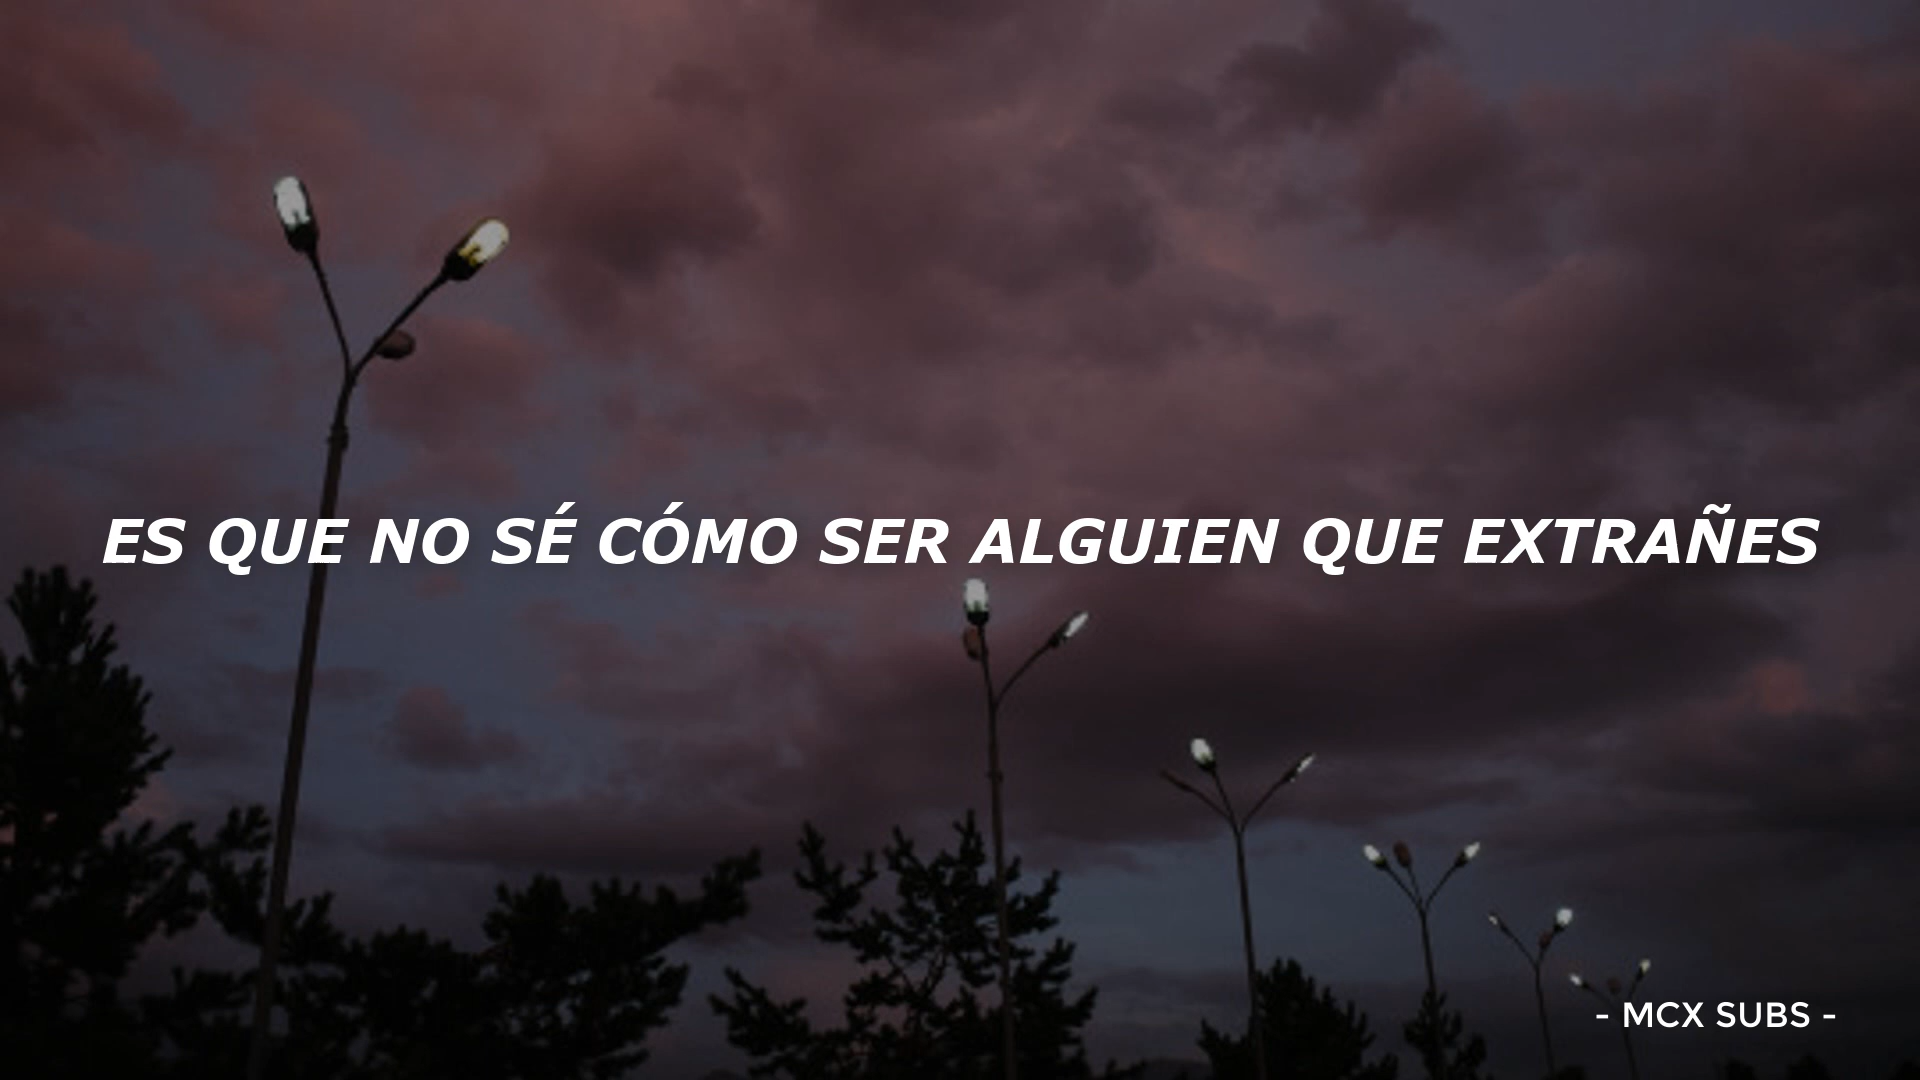 ES QUE NO SÉ CÓMO SER ALGUIEN QUE EXTRAÑES
- MCX SUBS -